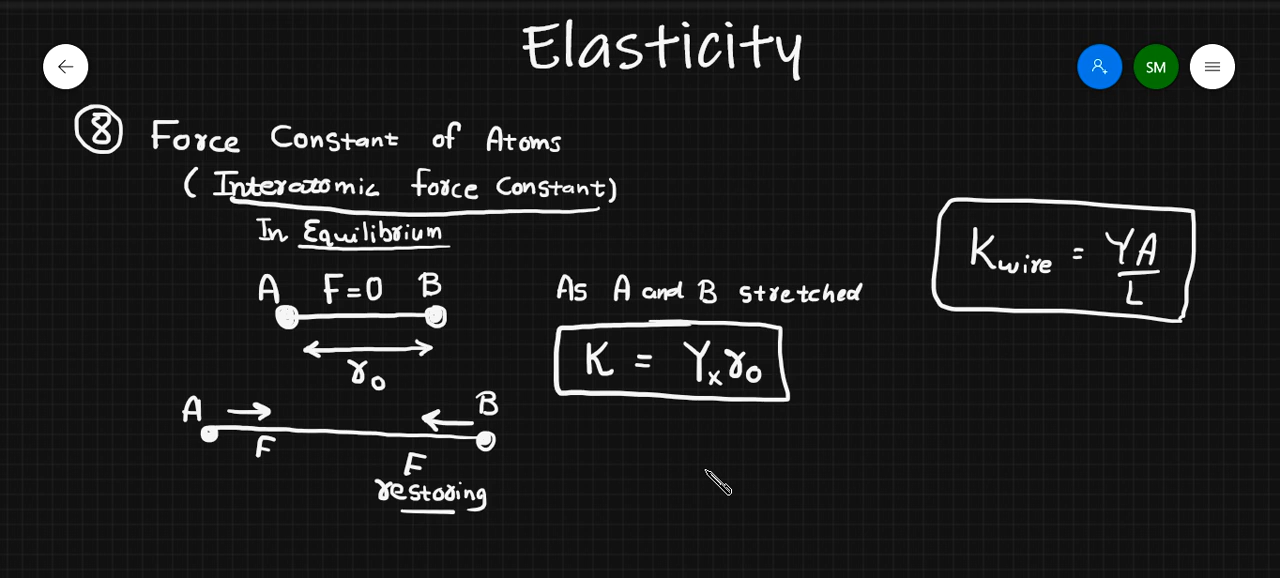 Elasticity
SM
8 Force Constant of Atoms
(Interatomic force Constant)
In Equilibrium
A F=0 B
r₀
As A and B stretched
K = Y x r₀
K wire = YA / L
A B
F F
restoring